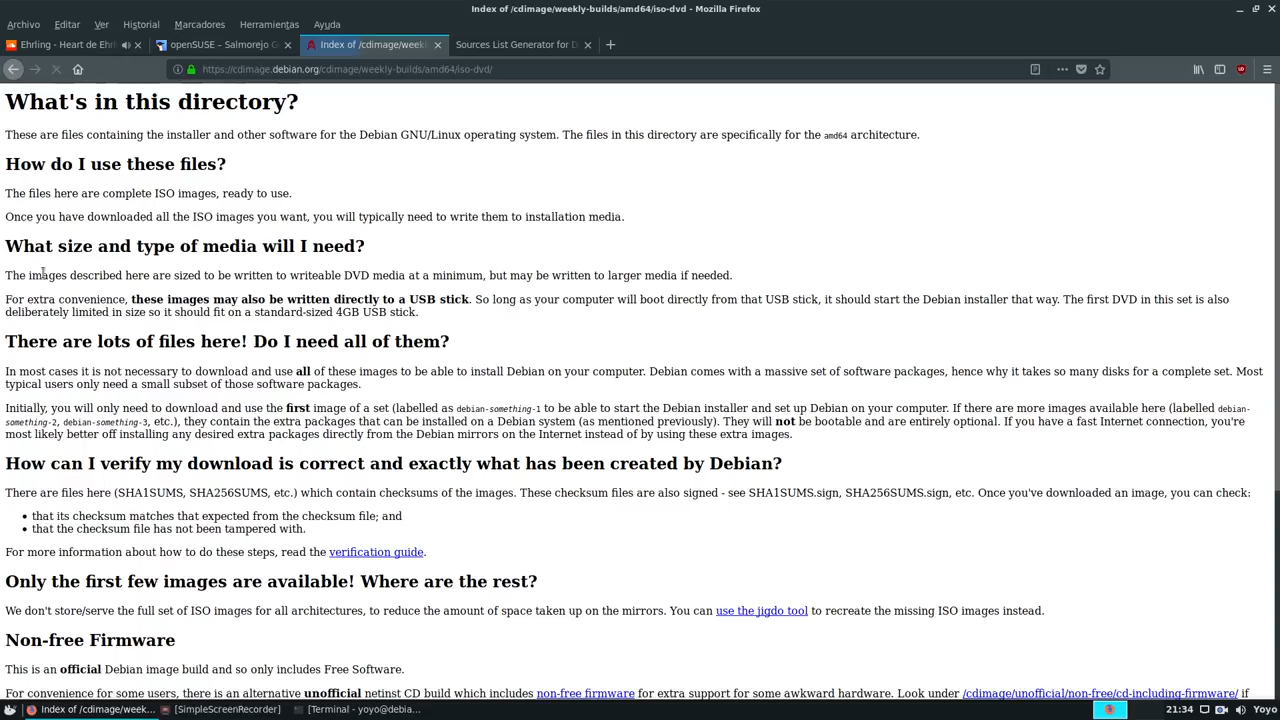 Index of /cdimage/weekly-builds/amd64/iso-dvd - Mozilla Firefox
Archivo Editar Ver Historial Marcadores Herramientas Ayuda
Ehrling - Heart de Ehrl openSUSE – Salmorejo G Index of /cdimage/weekl Sources List Generator for D
https://cdimage.debian.org/cdimage/weekly-builds/amd64/iso-dvd/
What's in this directory?
These are files containing the installer and other software for the Debian GNU/Linux operating system. The files in this directory are specifically for the amd64 architecture.
How do I use these files?
The files here are complete ISO images, ready to use.
Once you have downloaded all the ISO images you want, you will typically need to write them to installation media.
What size and type of media will I need?
The images described here are sized to be written to writeable DVD media at a minimum, but may be written to larger media if needed.
For extra convenience, these images may also be written directly to a USB stick. So long as your computer will boot directly from that USB stick, it should start the Debian installer that way. The first DVD in this set is also
deliberately limited in size so it should fit on a standard-sized 4GB USB stick.
There are lots of files here! Do I need all of them?
In most cases it is not necessary to download and use all of these images to be able to install Debian on your computer. Debian comes with a massive set of software packages, hence why it takes so many disks for a complete set. Most
typical users only need a small subset of those software packages.
Initially, you will only need to download and use the first image of a set (labelled as debian-something-1 to be able to start the Debian installer and set up Debian on your computer. If there are more images available here (labelled debian-
something-2, debian-something-3, etc.), they contain the extra packages that can be installed on a Debian system (as mentioned previously). They will not be bootable and are entirely optional. If you have a fast Internet connection, you're
most likely better off installing any desired extra packages directly from the Debian mirrors on the Internet instead of by using these extra images.
How can I verify my download is correct and exactly what has been created by Debian?
There are files here (SHA1SUMS, SHA256SUMS, etc.) which contain checksums of the images. These checksum files are also signed - see SHA1SUMS.sign, SHA256SUMS.sign, etc. Once you've downloaded an image, you can check:
• that its checksum matches that expected from the checksum file; and
• that the checksum file has not been tampered with.
For more information about how to do these steps, read the verification guide.
Only the first few images are available! Where are the rest?
We don't store/serve the full set of ISO images for all architectures, to reduce the amount of space taken up on the mirrors. You can use the jigdo tool to recreate the missing ISO images instead.
Non-free Firmware
This is an official Debian image build and so only includes Free Software.
For convenience for some users, there is an alternative unofficial netinst CD build which includes non-free firmware for extra support for some awkward hardware. Look under /cdimage/unofficial/non-free/cd-including-firmware/ if
Index of /cdimage/week... [SimpleScreenRecorder] [Terminal - yoyo@debia... 21:34 Yoyo